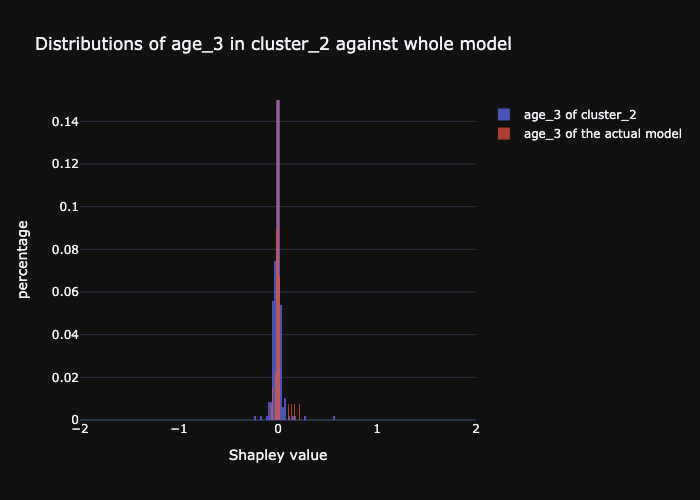 Distributions of age_3 in cluster_2 against whole model
age_3 of cluster_2
age_3 of the actual model
0.14
0.12
0.1
0.08
0.06
0.04
0.02
0
percentage
−2
−1
0
1
2
Shapley value